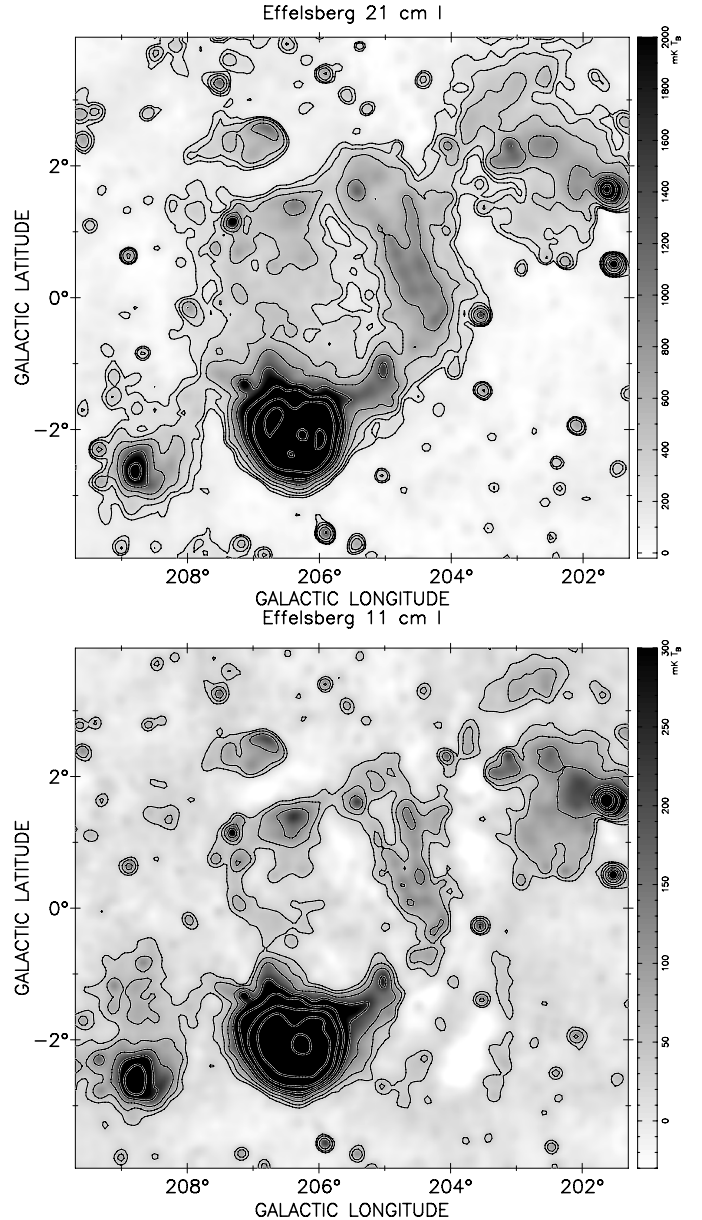 Effelsberg 21 cm I
2000
mK TB
1800
1600
1400
1200
1000
800
600
400
200
0
2°
0°
−2°
GALACTIC LATITUDE
208° 206° 204° 202°
GALACTIC LONGITUDE
Effelsberg 11 cm I
300
mK TB
250
200
150
100
50
0
2°
0°
−2°
GALACTIC LATITUDE
208° 206° 204° 202°
GALACTIC LONGITUDE